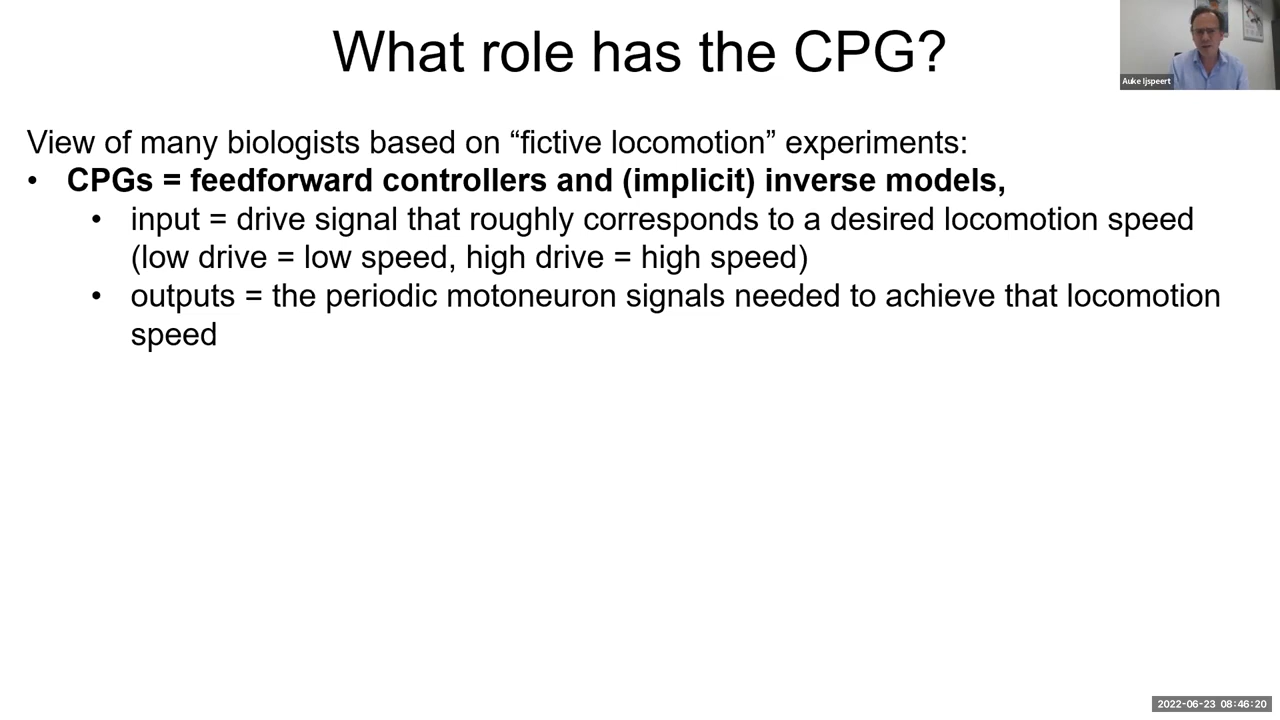 What role has the CPG?
Auke Ijspeert
View of many biologists based on “fictive locomotion” experiments:
• CPGs = feedforward controllers and (implicit) inverse models,
• input = drive signal that roughly corresponds to a desired locomotion speed
(low drive = low speed, high drive = high speed)
• outputs = the periodic motoneuron signals needed to achieve that locomotion
speed
2022-06-23 08:46:20